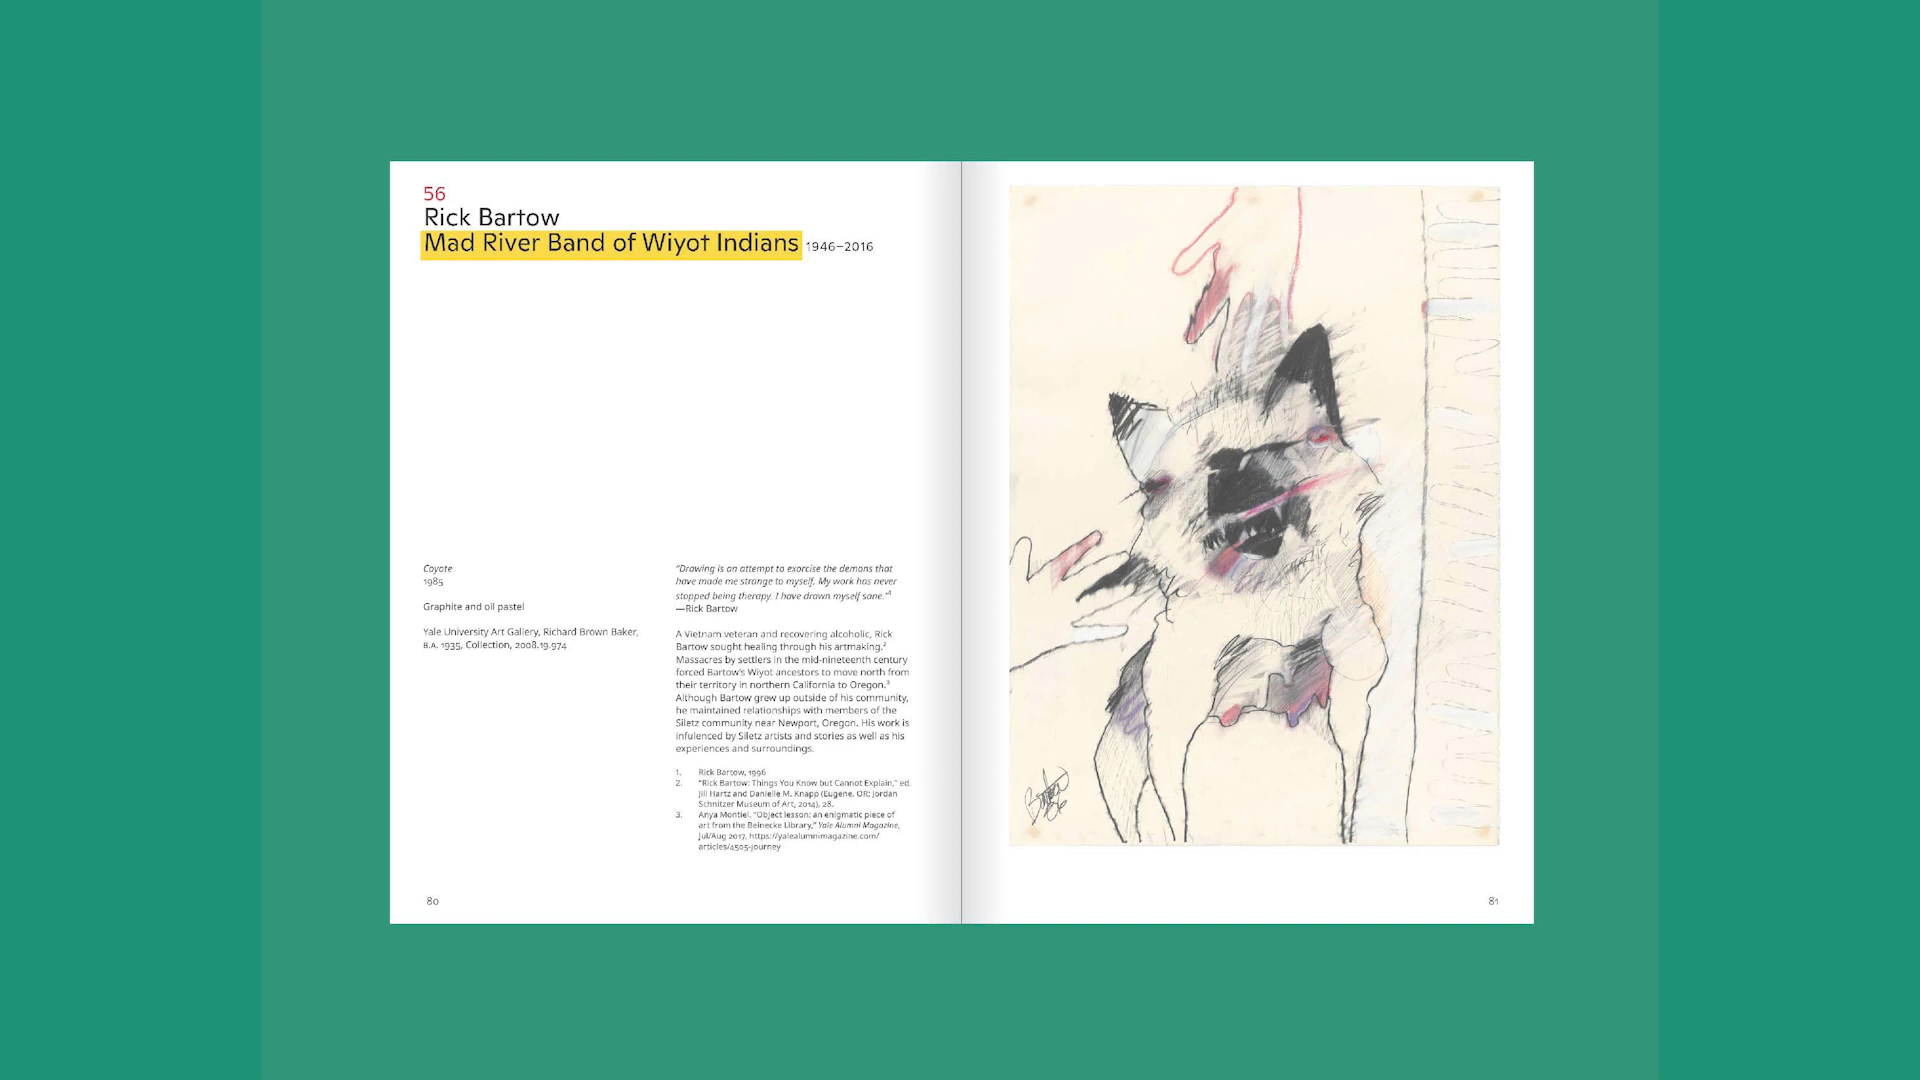 56
Rick Bartow
Mad River Band of Wiyot Indians 1946–2016
Coyote
1985
Graphite and oil pastel
Yale University Art Gallery, Richard Brown Baker,
B.A. 1935, Collection, 2008.19.974
“Drawing is an attempt to exorcise the demons that
have made me strange to myself. My work has never
stopped being therapy. I have drawn myself sane.”¹
—Rick Bartow
A Vietnam veteran and recovering alcoholic, Rick
Bartow sought healing through his artmaking.²
Massacres by settlers in the mid-nineteenth century
forced Bartow’s Wiyot ancestors to move north from
their territory in northern California to Oregon.³
Although Bartow grew up outside of his community,
he maintained relationships with members of the
Siletz community near Newport, Oregon. His work is
infulenced by Siletz artists and stories as well as his
experiences and surroundings.
1. Rick Bartow, 1996
2. “Rick Bartow: Things You Know but Cannot Explain,” ed.
Jill Hartz and Danielle M. Knapp (Eugene, OR: Jordan
Schnitzer Museum of Art, 2014), 28.
3. Anya Montiel, “Object lesson: an enigmatic piece of
art from the Beinecke Library,” Yale Alumni Magazine,
Jul/Aug 2017, https://yalealumnimagazine.com/
articles/4505-journey
80
81